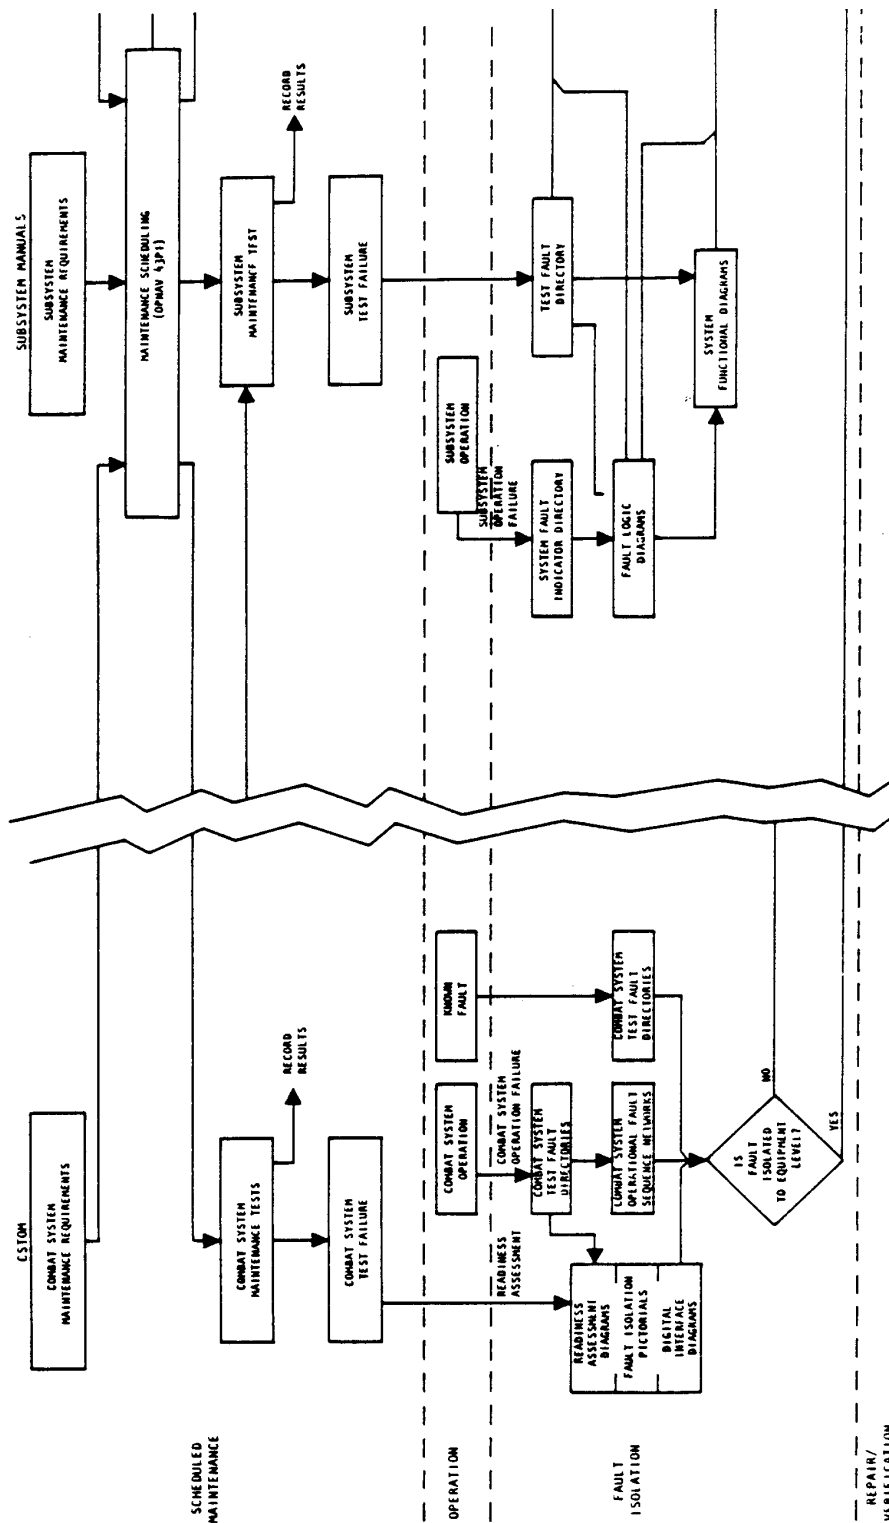 CSTOM
COMBAT SYSTEM
MAINTENANCE REQUIREMENTS
SUBSYSTEM MANUALS
SUBSYSTEM
MAINTENANCE REQUIREMENTS
SCHEDULED
MAINTENANCE
MAINTENANCE SCHEDULING
(OPNAV 43P1)
COMBAT SYSTEM
MAINTENANCE TESTS
RECORD
RESULTS
SUBSYSTEM
MAINTENANCE TEST
RECORD
RESULTS
COMBAT SYSTEM
TEST FAILURE
SUBSYSTEM
TEST FAILURE
OPERATION
COMBAT SYSTEM
OPERATION
KNOWN
FAULT
SUBSYSTEM
OPERATION
READINESS
ASSESSMENT
COMBAT SYSTEM
OPERATION FAILURE
SUBSYSTEM
OPERATION
FAILURE
FAULT
ISOLATION
COMBAT SYSTEM
TEST FAULT
DIRECTORIES
SYSTEM FAULT
INDICATOR DIRECTORY
TEST FAULT
DIRECTORY
READINESS
ASSESSMENT
DIAGRAMS
FAULT ISOLATION
PICTORIALS
DIGITAL
INTERFACE
DIAGRAMS
COMBAT SYSTEM
OPERATIONAL FAULT
SEQUENCE NETWORKS
COMBAT SYSTEM
TEST FAULT
DIRECTORIES
FAULT LOGIC
DIAGRAMS
SYSTEM
FUNCTIONAL DIAGRAMS
IS
FAULT
ISOLATED
TO EQUIPMENT
LEVEL?
NO
YES
REPAIR/
VERIFICATION